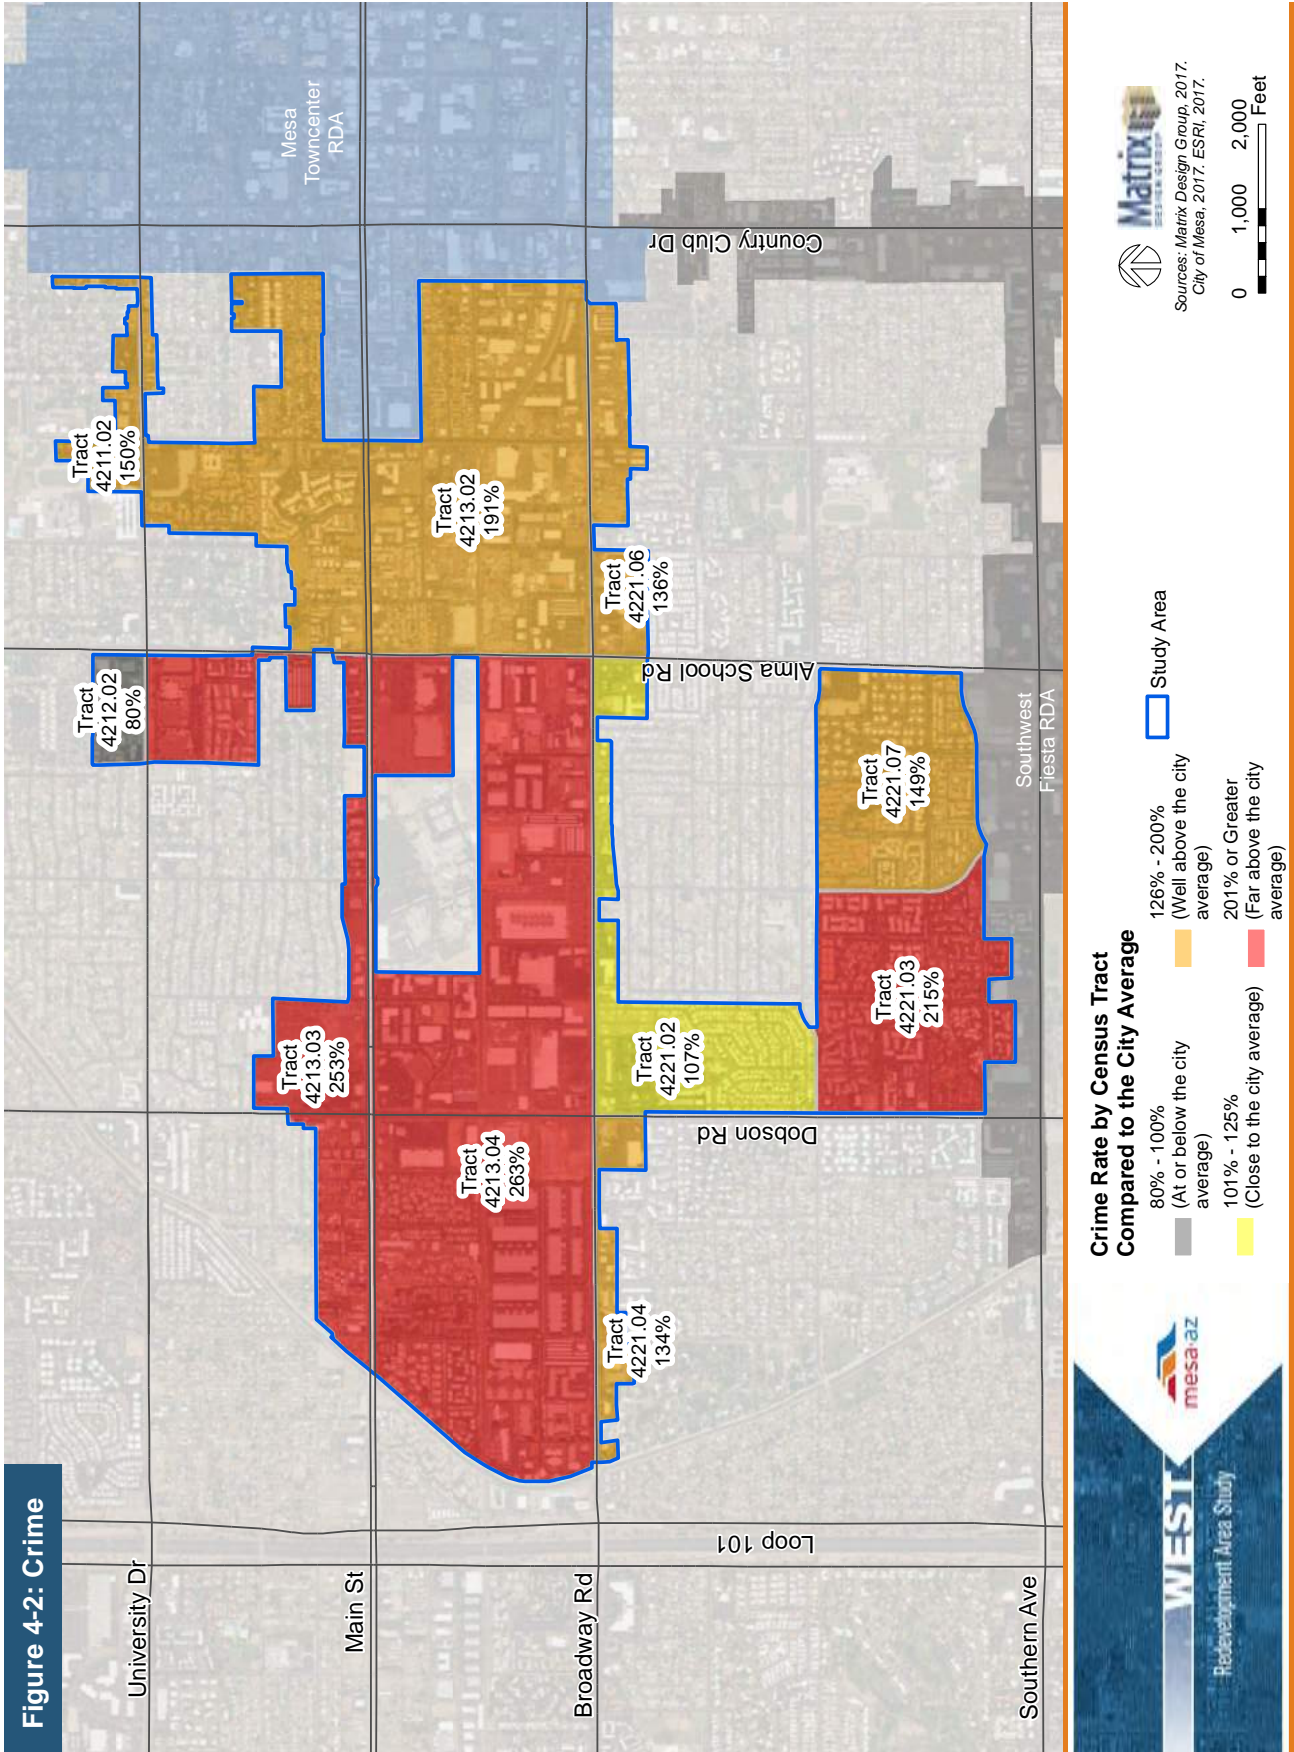 Figure 4-2: Crime
University Dr
Main St
Broadway Rd
Southern Ave
Loop 101
Dobson Rd
Alma School Rd
Country Club Dr
Mesa
Towncenter
RDA
Southwest
Fiesta RDA
Tract
4211.02
150%
Tract
4212.02
80%
Tract
4213.02
191%
Tract
4221.06
136%
Tract
4213.03
253%
Tract
4213.04
263%
Tract
4221.02
107%
Tract
4221.04
134%
Tract
4221.07
149%
Tract
4221.03
215%
WEST
Redevelopment Area Study
mesa·az
Crime Rate by Census Tract
Compared to the City Average
80% - 100%
(At or below the city
average)
101% - 125%
(Close to the city average)
126% - 200%
(Well above the city
average)
201% or Greater
(Far above the city
average)
Study Area
Matrix
DESIGN GROUP
Sources: Matrix Design Group, 2017.
City of Mesa, 2017. ESRI, 2017.
0 1,000 2,000
Feet